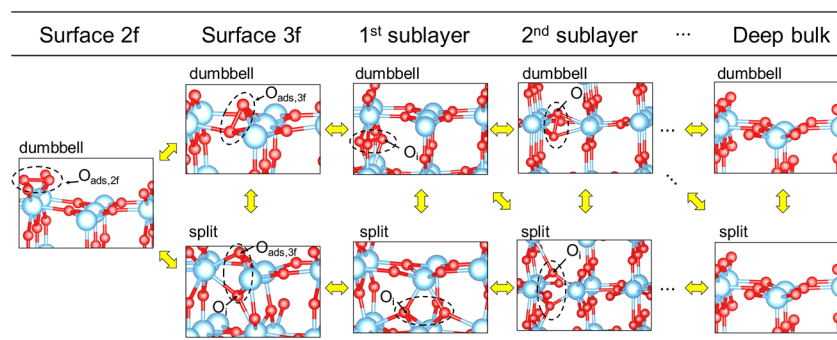 Surface 2f Surface 3f 1st sublayer 2nd sublayer ... Deep bulk
dumbbell dumbbell dumbbell dumbbell
Oads,3f
Oi
Oi
...
dumbbell
Oads,2f
...
split split split split
Oads,3f
Oi
Oi
Oi
...